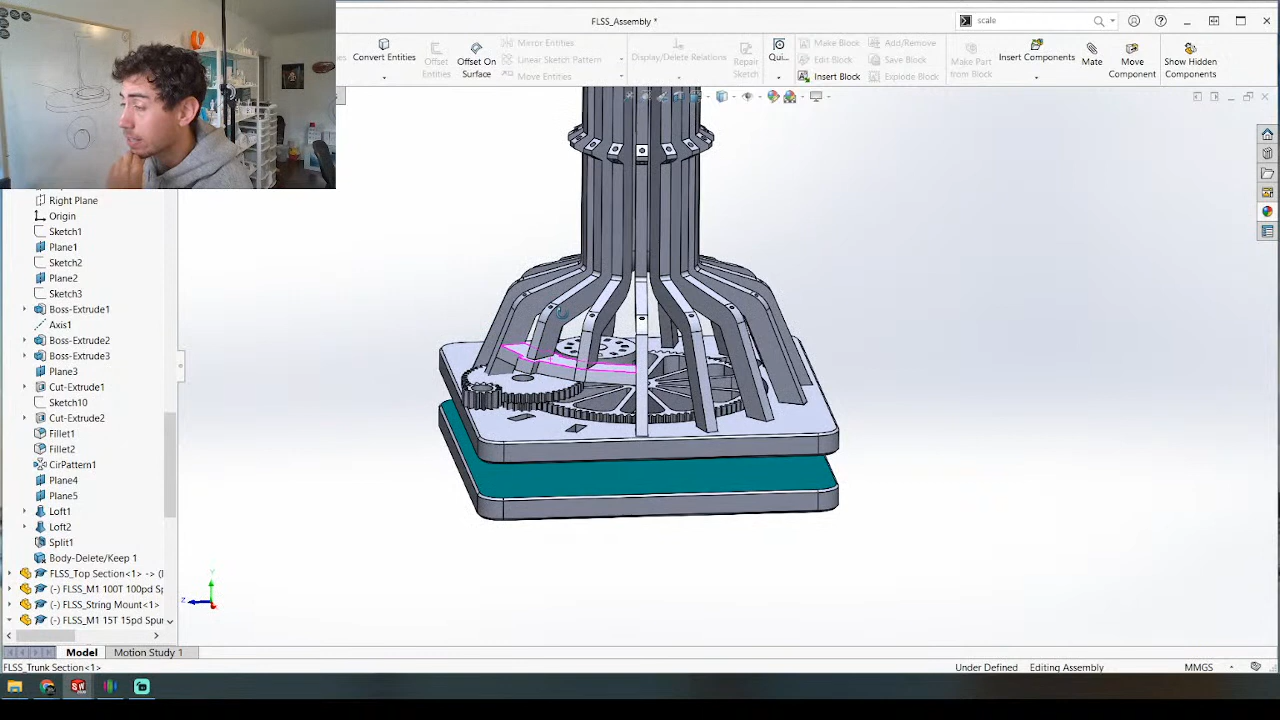 FLSS_Assembly *
scale
Convert Entities
Offset Entities
Offset On Surface
Mirror Entities
Linear Sketch Pattern
Move Entities
Display/Delete Relations
Repair Sketch
Qui...
Make Block
Edit Block
Insert Block
Add/Remove
Save Block
Explode Block
Make Part from Block
Insert Components
Mate
Move Component
Show Hidden Components
Right Plane
Origin
Sketch1
Plane1
Sketch2
Plane2
Sketch3
Boss-Extrude1
Axis1
Boss-Extrude2
Boss-Extrude3
Plane3
Cut-Extrude1
Sketch10
Cut-Extrude2
Fillet1
Fillet2
CirPattern1
Plane4
Plane5
Loft1
Loft2
Split1
Body-Delete/Keep 1
FLSS_Top Section<1> -> (
(-) FLSS_M1 100T 100pd Sp
(-) FLSS_String Mount<1>
(-) FLSS_M1 15T 15pd Spur
Y
Z
Model
Motion Study 1
FLSS_Trunk Section<1>
Under Defined
Editing Assembly
MMGS